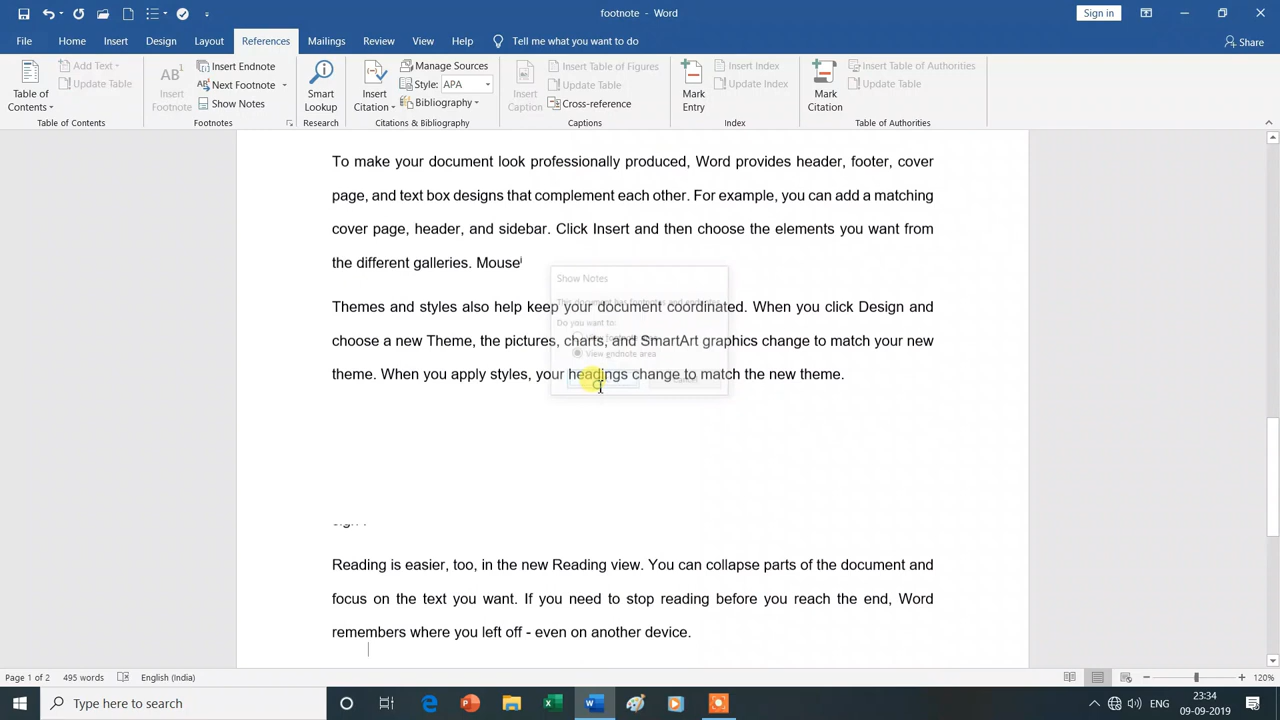 footnote - Word
Sign in
File Home Insert Design Layout References Mailings Review View Help Tell me what you want to do Share
Table of Contents
Add Text
Update Table
Table of Contents
AB1
Insert Footnote
Insert Endnote
Next Footnote
Show Notes
Footnotes
Smart Lookup
Research
Insert Citation
Manage Sources
Style: APA
Bibliography
Citations & Bibliography
Insert Caption
Insert Table of Figures
Update Table
Cross-reference
Captions
Mark Entry
Insert Index
Update Index
Index
Mark Citation
Insert Table of Authorities
Update Table
Table of Authorities
To make your document look professionally produced, Word provides header, footer, cover
page, and text box designs that complement each other. For example, you can add a matching
cover page, header, and sidebar. Click Insert and then choose the elements you want from
the different galleries. Mouseⁱ
Show Notes
This document has footnotes and
Do you want to:
View endnote area
Cancel
Themes and styles also help keep your document coordinated. When you click Design and
choose a new Theme, the pictures, charts, and SmartArt graphics change to match your new
theme. When you apply styles, your headings change to match the new theme.
Reading is easier, too, in the new Reading view. You can collapse parts of the document and
focus on the text you want. If you need to stop reading before you reach the end, Word
remembers where you left off - even on another device.
Page 1 of 2 495 words English (India) 120%
Type here to search
ENG
23:34
09-09-2019